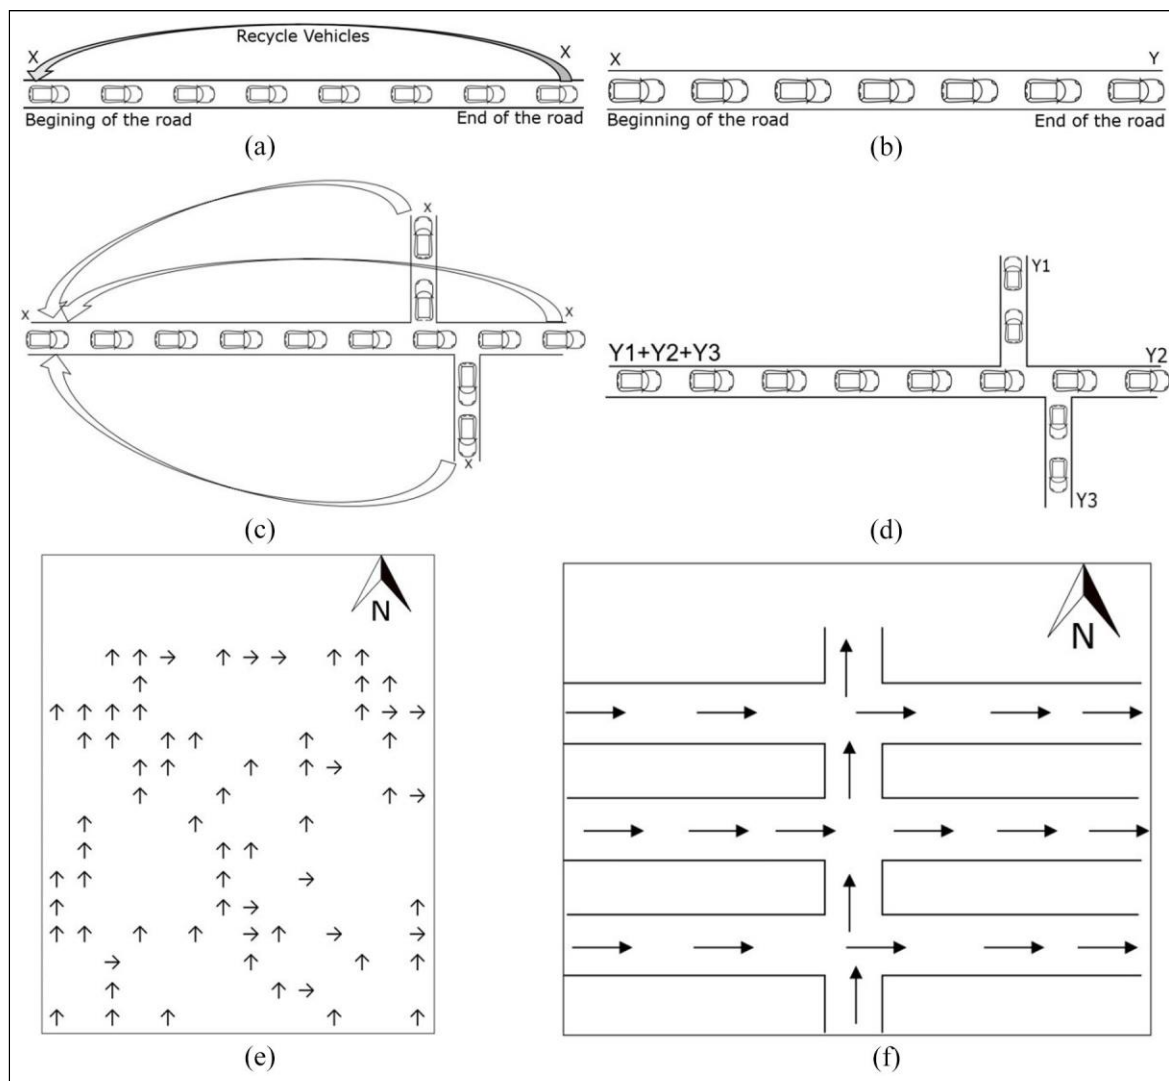 Recycle Vehicles
X X
Begining of the road End of the road
(a)
X Y
Beginning of the road End of the road
(b)
X
X X
X
(c)
Y1
Y1+Y2+Y3 Y2
Y3
(d)
N
(e)
N
(f)